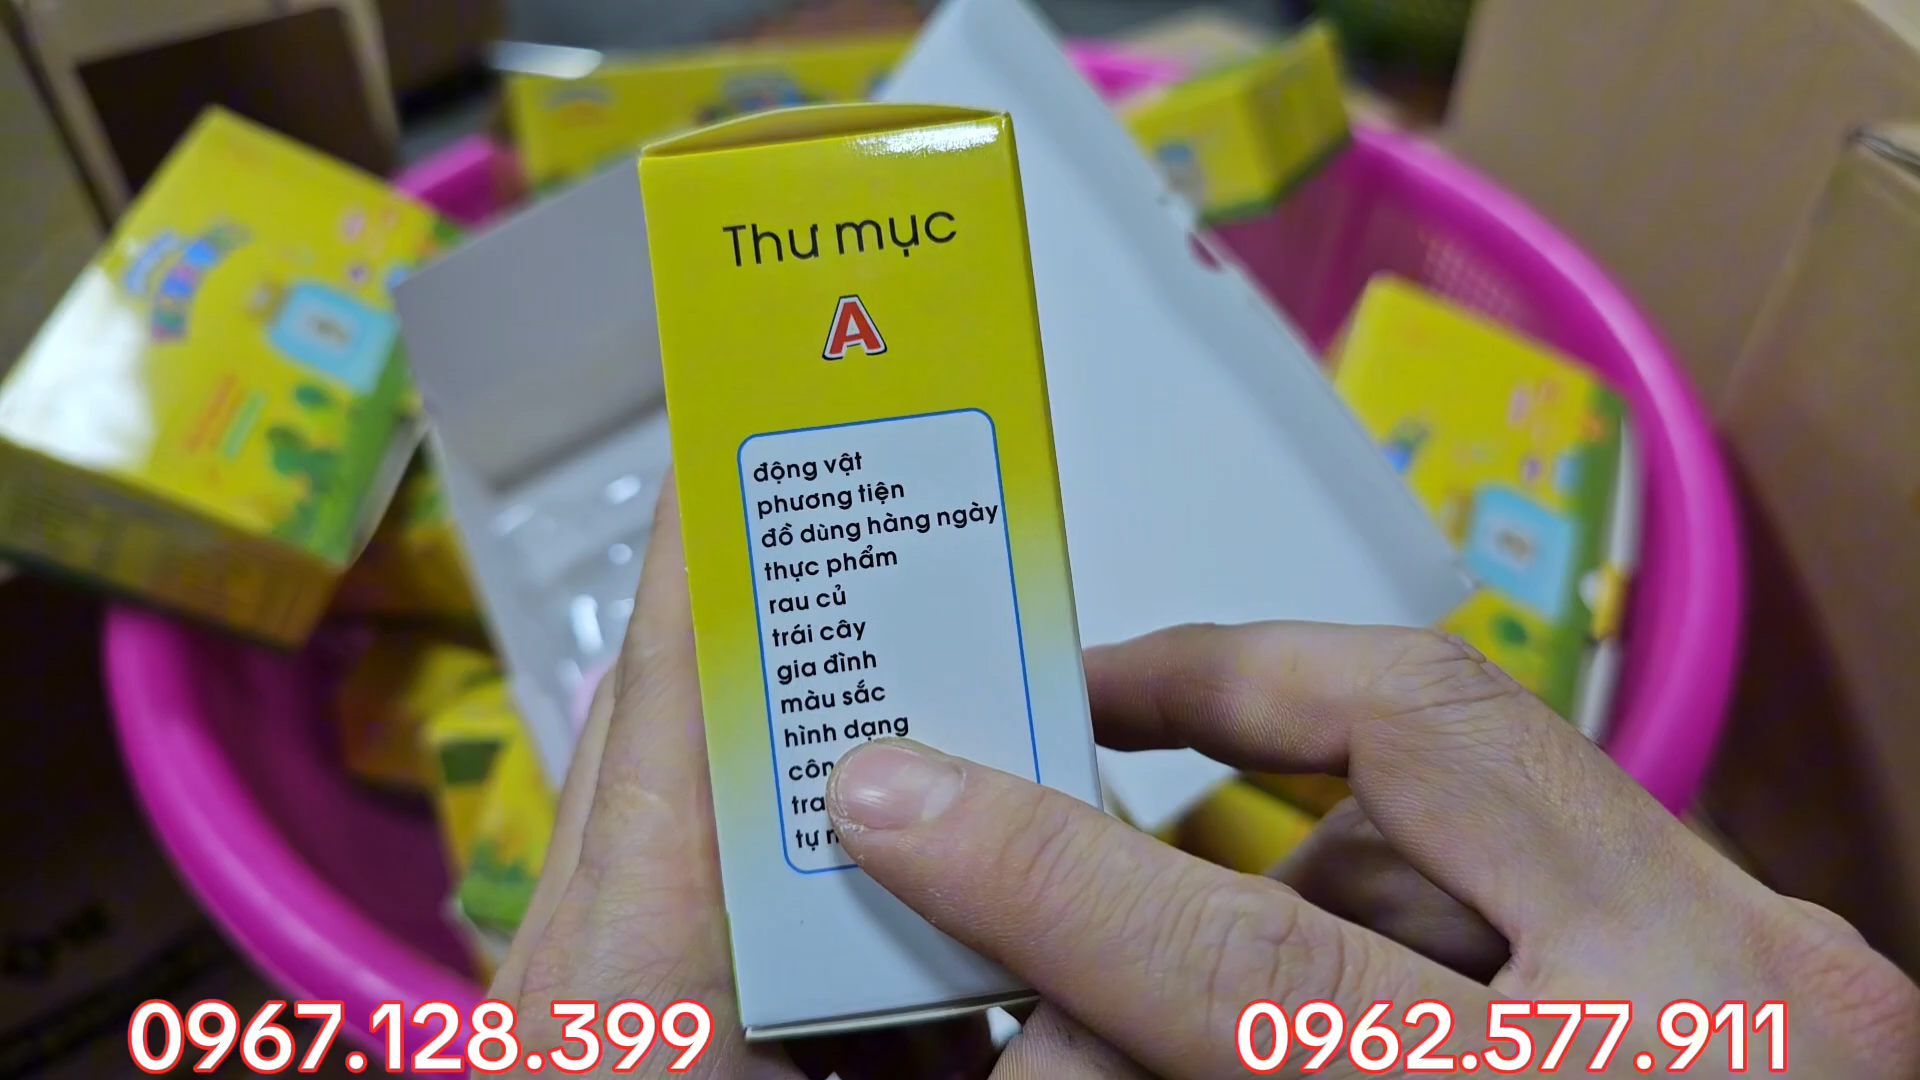 Thư mục
A
động vật
phương tiện
đồ dùng hàng ngày
thực phẩm
rau củ
trái cây
gia đình
màu sắc
hình dạng
tự
0967.128.399
0962.577.911